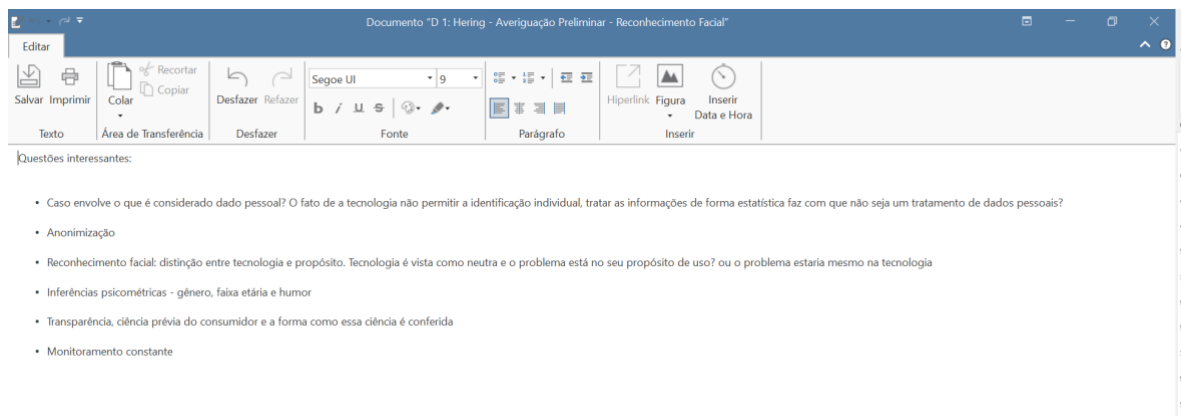 Documento "D 1: Hering - Averiguação Preliminar - Reconhecimento Facial"
Editar
Salvar Imprimir
Colar
Recortar
Copiar
Desfazer Refazer
Segoe UI 9
Hiperlink Figura Inserir Data e Hora
Texto Área de Transferência Desfazer Fonte Parágrafo Inserir
Questões interessantes:
• Caso envolve o que é considerado dado pessoal? O fato de a tecnologia não permitir a identificação individual, tratar as informações de forma estatística faz com que não seja um tratamento de dados pessoais?
• Anonimização
• Reconhecimento facial: distinção entre tecnologia e propósito. Tecnologia é vista como neutra e o problema está no seu propósito de uso? ou o problema estaria mesmo na tecnologia
• Inferências psicométricas - gênero, faixa etária e humor
• Transparência, ciência prévia do consumidor e a forma como essa ciência é conferida
• Monitoramento constante